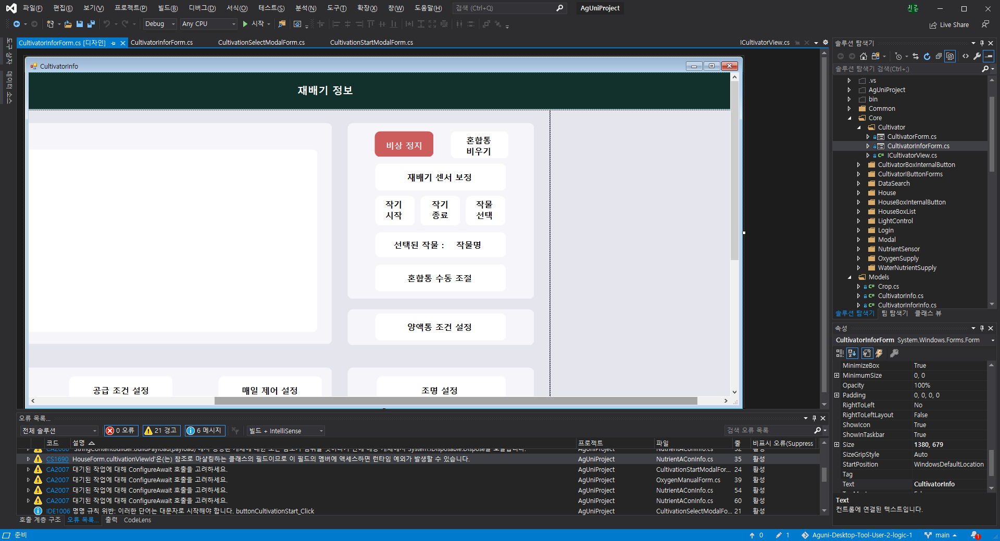 파일(F) 편집(E) 보기(V) 프로젝트(P) 빌드(B) 디버그(D) 서식(O) 테스트(S) 분석(N) 도구(T) 확장(X) 창(W) 도움말(H) 검색 (Ctrl+Q) AgUniProject
Debug Any CPU 시작 Live Share
도구 상자
데이터 소스
CultivatorInforForm.cs [디자인] CultivatorInforForm.cs CultivationSelectModalForm.cs CultivationStartModalForm.cs ICultivatorView.cs
CultivatorInfo
재배기 정보
비상 정지
혼합통
비우기
재배기 센서 보정
작기
시작
작기
종료
작물
선택
선택된 작물 : 작물명
혼합통 수동 조절
양액통 조건 설정
공급 조건 설정 매일 제어 설정 조명 설정
솔루션 탐색기
솔루션 탐색기 검색(Ctrl+;)
.vs
AgUniProject
bin
Common
Core
Cultivator
CultivatorForm.cs
CultivatorInforForm.cs
ICultivatorView.cs
CultivatorBoxInternalButton
CultivatorIButtonForms
DataSearch
House
HouseBoxInternalButton
HouseBoxList
LightControl
Login
Modal
NutrientSensor
OxygenSupply
WaterNutrientSupply
Models
Crop.cs
CultivatorInfo.cs
CultivatorInforInfo.cs
솔루션 탐색기 팀 탐색기 클래스 뷰
속성
CultivatorInforForm System.Windows.Forms.Form
MinimizeBox True
MinimumSize 0, 0
Opacity 100%
Padding 0, 0, 0, 0
RightToLeft No
RightToLeftLayout False
ShowIcon True
ShowInTaskbar True
Size 1380, 679
SizeGripStyle Auto
StartPosition WindowsDefaultLocation
Tag
Text CultivatorInfo
Text
컨트롤에 연결된 텍스트입니다.
오류 목록...
전체 솔루션 0 오류 21 경고 6 메시지 빌드 + IntelliSense 검색 오류 목록
코드 설명 프로젝트 파일 줄 비표시 오류(Suppress
CS1690 HouseForm.cultivationViewId'은(는) 참조로 마샬링하는 클래스의 필드이므로 이 필드의 멤버에 액세스하면 런타임 예외가 발생할 수 있습니다. AgUniProject NutrientAConInfo.cs 35 활성
CA2007 대기된 작업에 대해 ConfigureAwait 호출을 고려하세요. AgUniProject CultivationStartModalFor... 24 활성
CA2007 대기된 작업에 대해 ConfigureAwait 호출을 고려하세요. AgUniProject OxygenManualForm.cs 39 활성
CA2007 대기된 작업에 대해 ConfigureAwait 호출을 고려하세요. AgUniProject NutrientAConInfo.cs 54 활성
CA2007 대기된 작업에 대해 ConfigureAwait 호출을 고려하세요. AgUniProject NutrientAConInfo.cs 60 활성
IDE1006 명명 규칙 위반: 이러한 단어는 대문자로 시작해야 합니다. buttonCultivationStart_Click AgUniProject CultivationSelectModalFo... 21 활성
호출 계층 구조 오류 목록... 출력 CodeLens
준비 0 1 Aguni-Desktop-Tool-User-2-logic-1 main 1